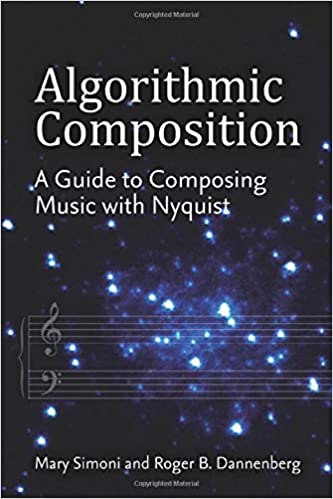 Algorithmic
Composition
A Guide to Composing
Music with Nyquist
Mary Simoni and Roger B. Dannenberg